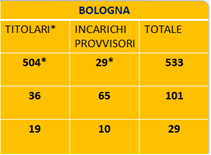 BOLOGNA
TITOLARI* INCARICHI PROVVISORI TOTALE
504* 29* 533
36 65 101
19 10 29